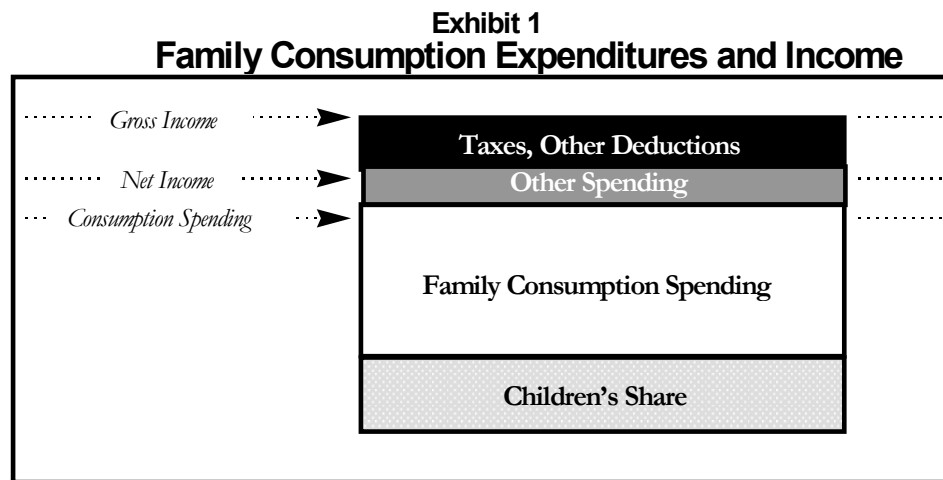 Exhibit 1
Family Consumption Expenditures and Income
Gross Income
Taxes, Other Deductions
Net Income
Other Spending
Consumption Spending
Family Consumption Spending
Children’s Share